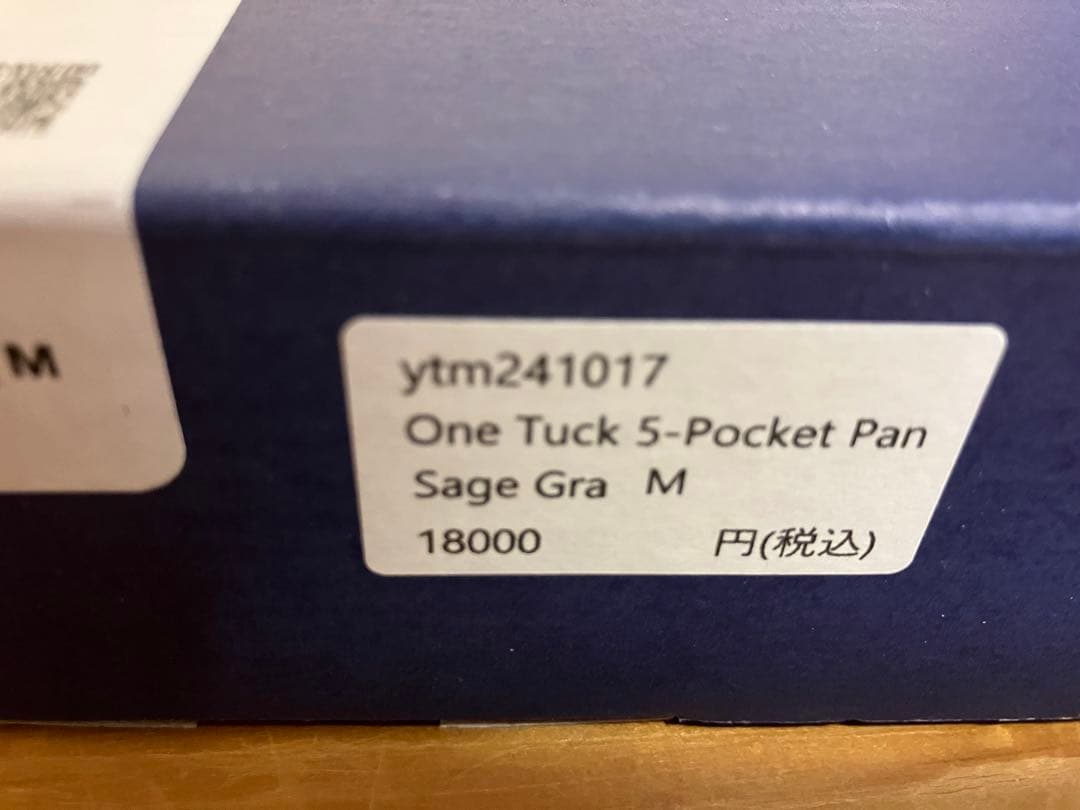 M
ytm241017
One Tuck 5-Pocket Pan
Sage Gra M
18000 円(税込)